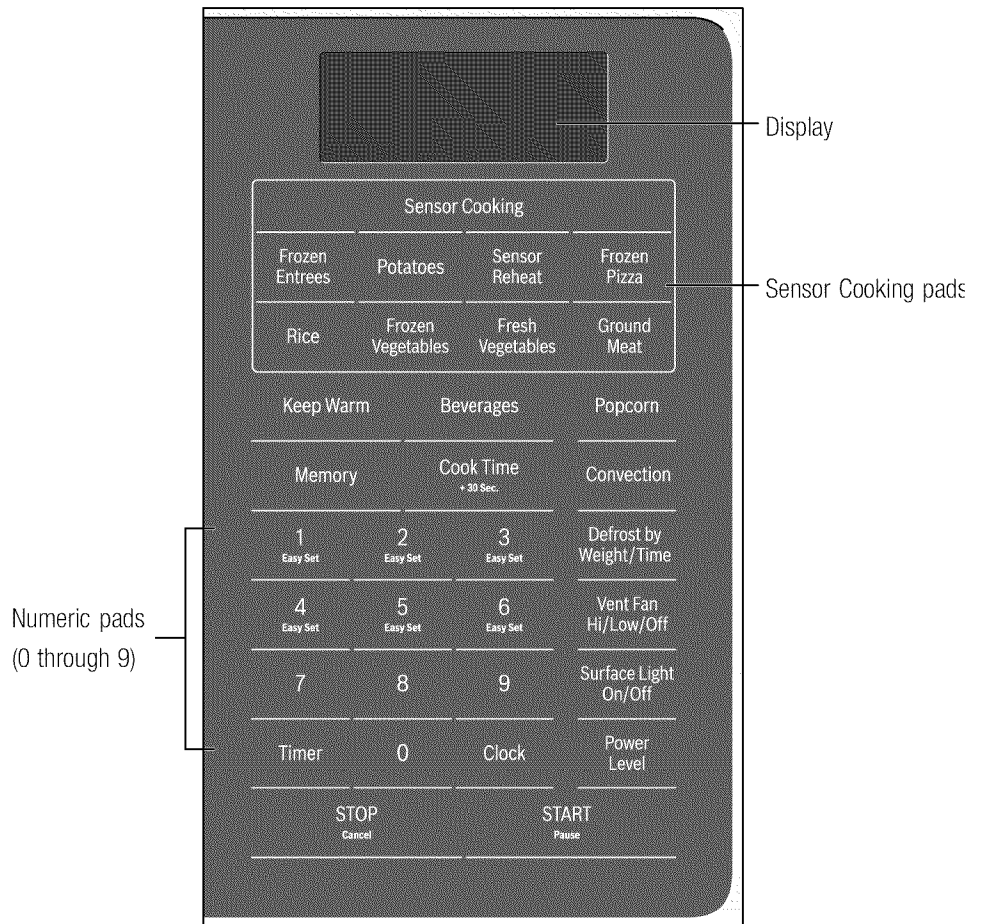 Display
Sensor Cooking
Frozen
Entrees
Potatoes
Sensor
Reheat
Frozen
Pizza
Sensor Cooking pads
Rice
Frozen
Vegetables
Fresh
Vegetables
Ground
Meat
Keep Warm
Beverages
Popcorn
Memory
Cook Time
+ 30 Sec.
Convection
1
Easy Set
2
Easy Set
3
Easy Set
Defrost by
Weight/Time
4
Easy Set
5
Easy Set
6
Easy Set
Vent Fan
Hi/Low/Off
Numeric pads
(0 through 9)
7
8
9
Surface Light
On/Off
Timer
0
Clock
Power
Level
STOP
Cancel
START
Pause